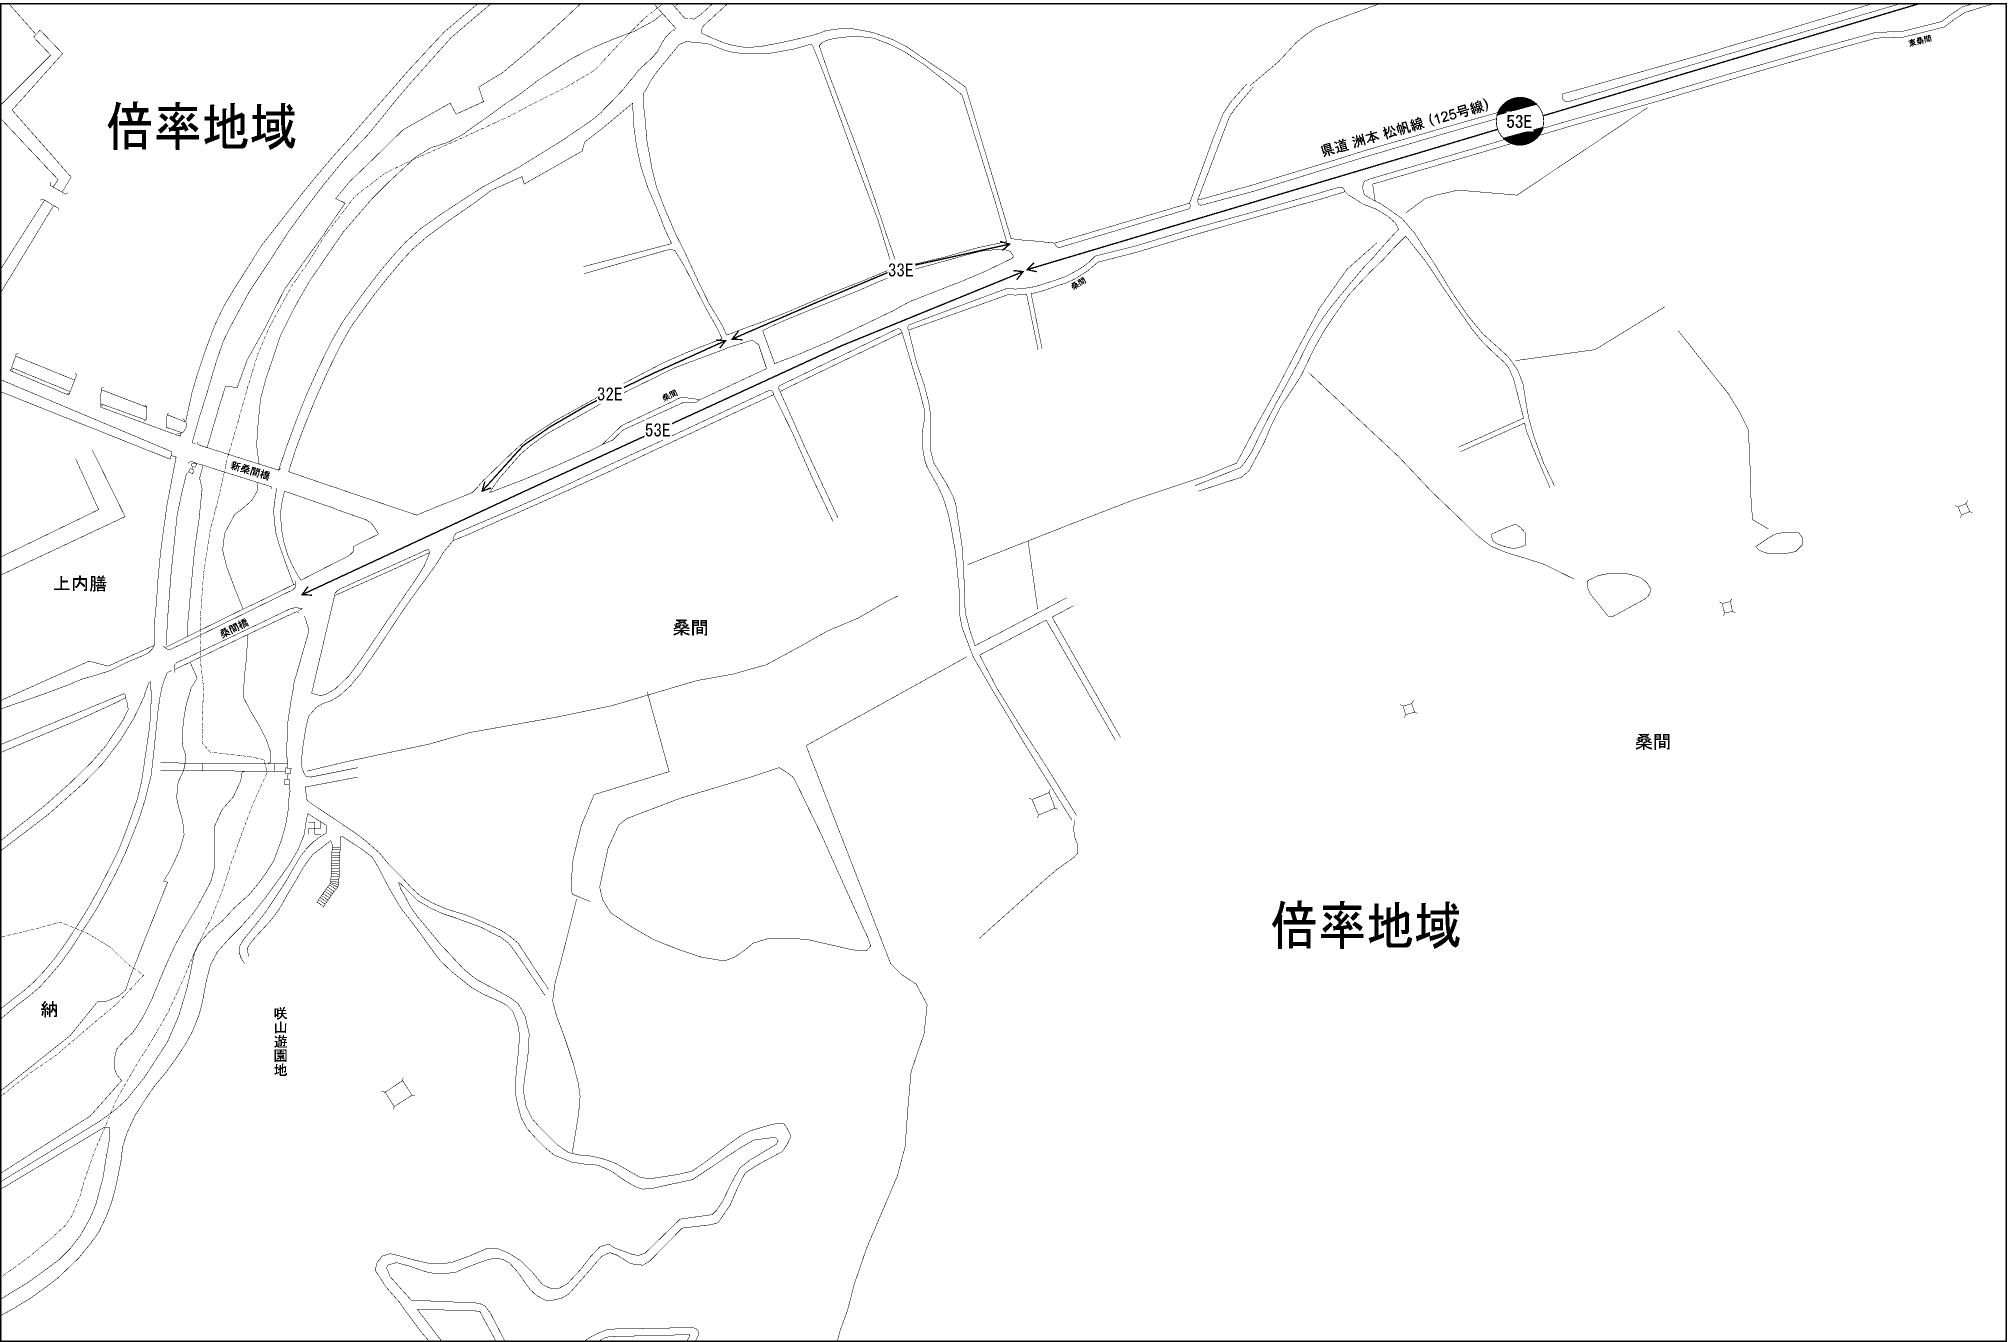 東桑間
倍率地域
県道 洲本 松帆線 (125号線)
53E
33E
桑間
32E
桑間
53E
新桑間橋
上内膳
桑間橋
桑間
桑間
倍率地域
納
咲山遊園地